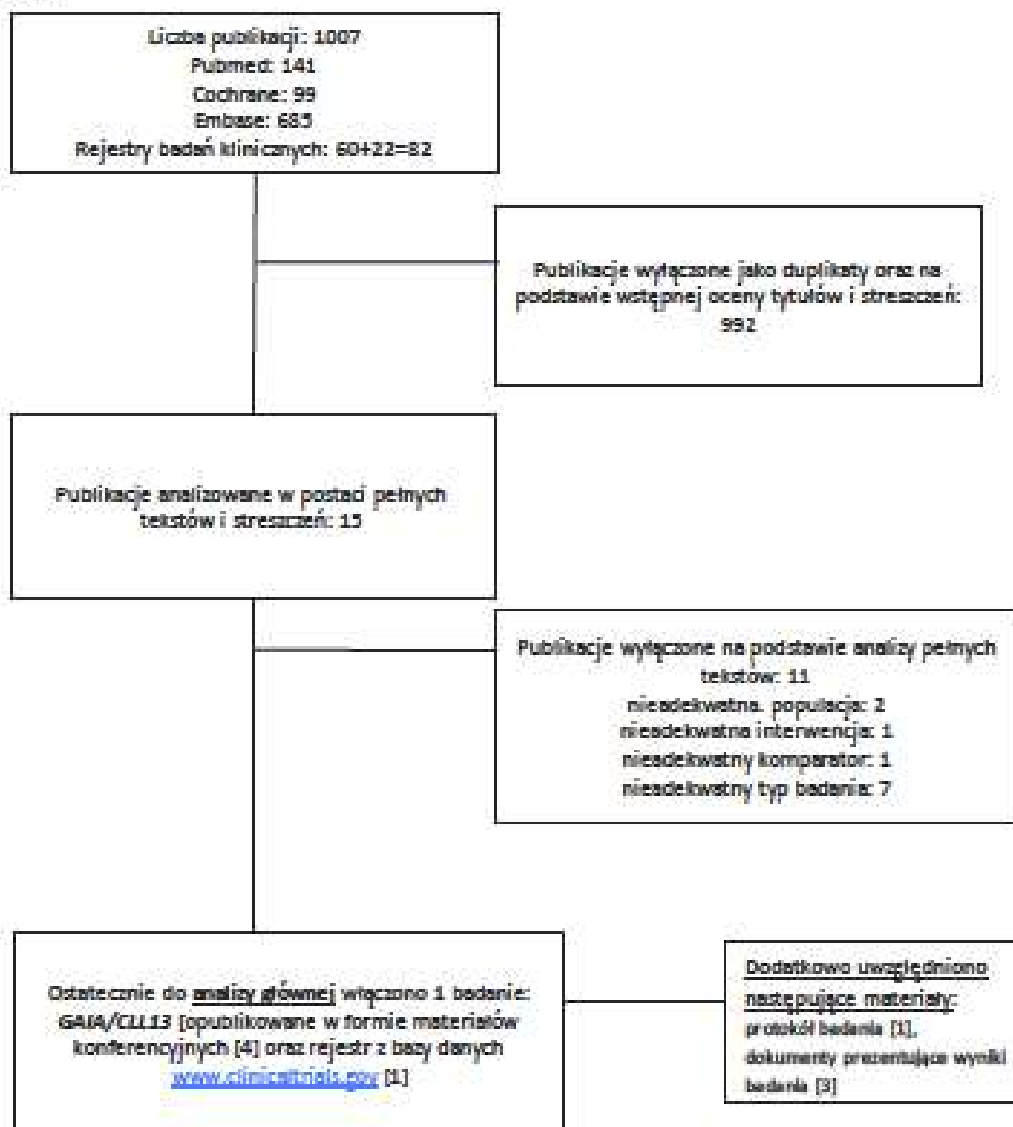 Liczba publikacji: 1007
Pubmed: 141
Cochrane: 99
Embase: 685
Rejestry badań klinicznych: 60+22=82
Publikacje wyłączone jako duplikaty oraz na
podstawie wstępnej oceny tytułów i streszczeń:
992
Publikacje analizowane w postaci pełnych
tekstów i streszczeń: 15
Publikacje wyłączone na podstawie analizy pełnych
tekstów: 11
nieadekwatna. populacja: 2
nieadekwatna interwencja: 1
nieadekwatny komparator: 1
nieadekwatny typ badania: 7
Ostatecznie do analizy głównej włączono 1 badanie:
GAIA/CLL13 [opublikowane w formie materiałów
konferencyjnych [4] oraz rejestr z bazy danych
www.clinicaltrials.gov [1]
Dodatkowo uwzględniono
następujące materiały:
protokół badania [1],
dokumenty prezentujące wyniki
badania [3]